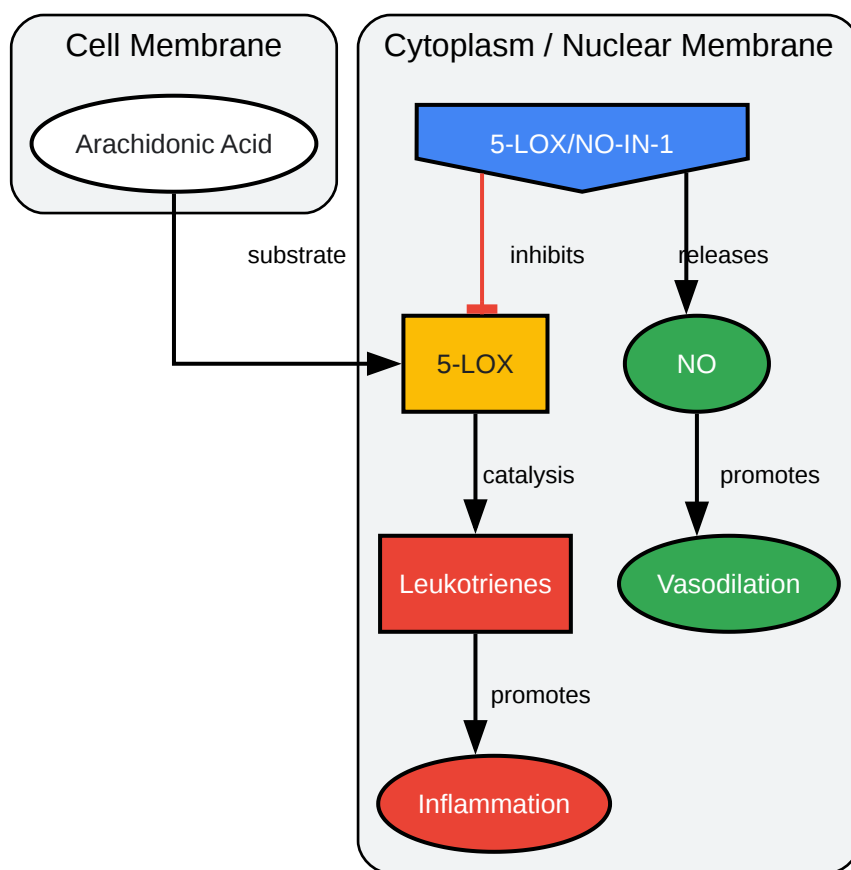 Cell Membrane
Cytoplasm / Nuclear Membrane
Arachidonic Acid
5-LOX/NO-IN-1
substrate
inhibits
releases
5-LOX
NO
catalysis
promotes
Leukotrienes
Vasodilation
promotes
Inflammation